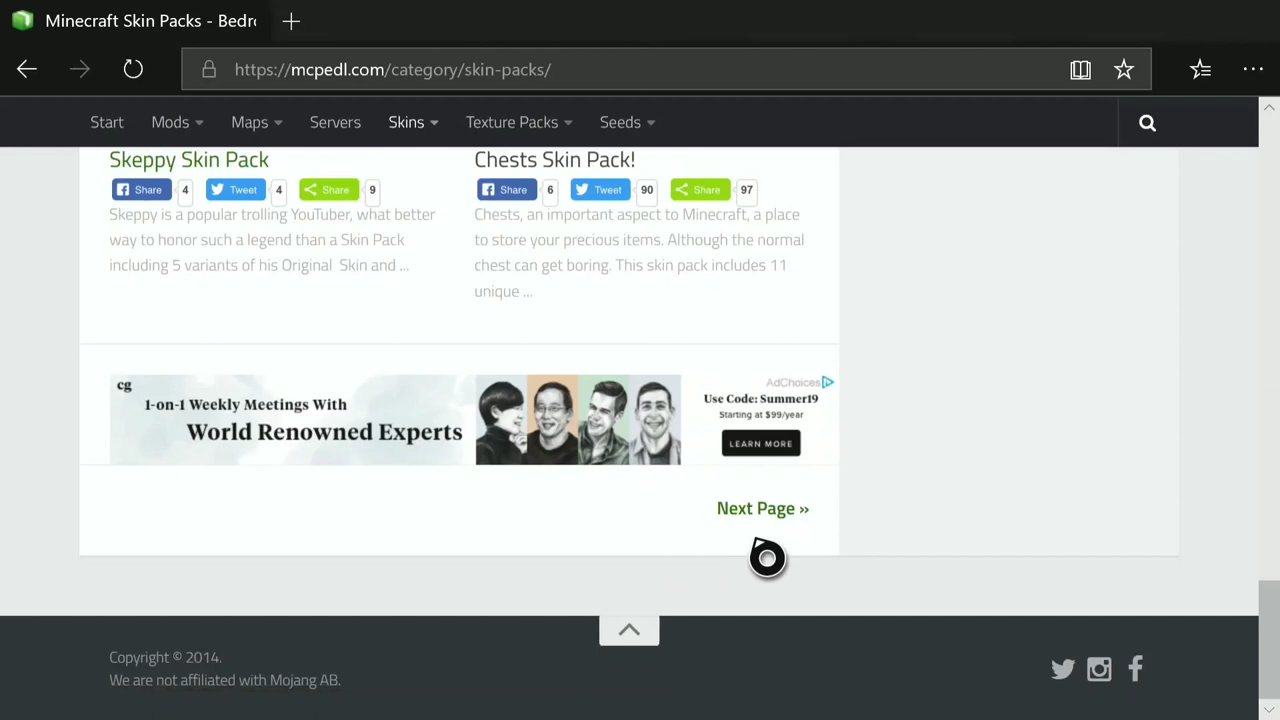 Minecraft Skin Packs - Bedr
https://mcpedl.com/category/skin-packs/
Start Mods Maps Servers Skins Texture Packs Seeds
Skeppy Skin Pack
Share 4 Tweet 4 Share 9
Skeppy is a popular trolling YouTuber, what better
way to honor such a legend than a Skin Pack
including 5 variants of his Original Skin and ...
Chests Skin Pack!
Share 6 Tweet 90 Share 97
Chests, an important aspect to Minecraft, a place
to store your precious items. Although the normal
chest can get boring. This skin pack includes 11
unique ...
cg
1-on-1 Weekly Meetings With
World Renowned Experts
AdChoices
Use Code: Summer19
Starting at $99/year
LEARN MORE
Next Page »
Copyright © 2014.
We are not affiliated with Mojang AB.